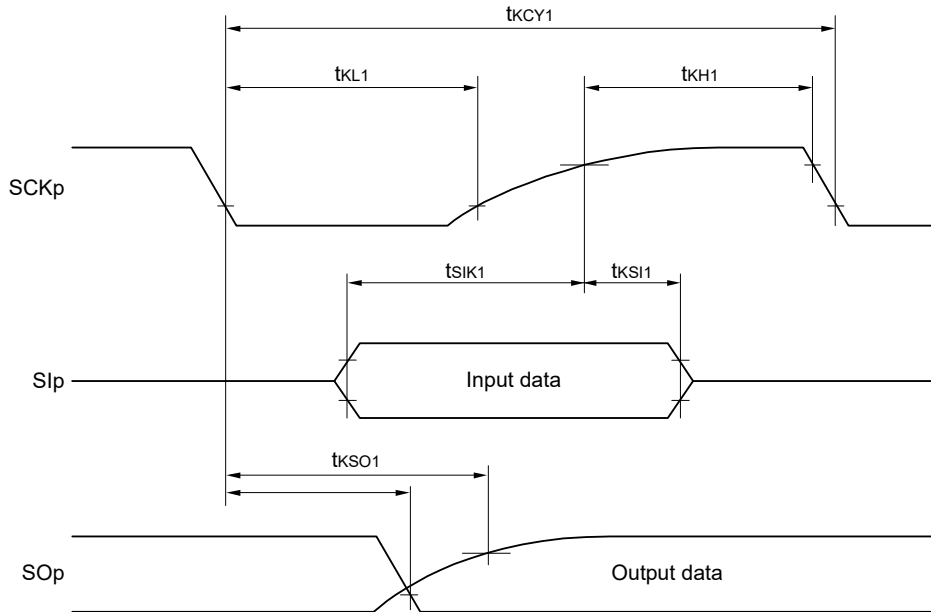 tKCY1
tKL1
tKH1
SCKp
tSIK1
tKSI1
SIp
Input data
tKSO1
SOp
Output data